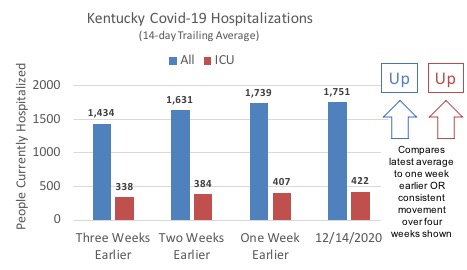 Kentucky Covid-19 Hospitalizations
(14-day Trailing Average)
All ICU
People Currently Hospitalized
2000
1500
1000
500
0
1,434
338
1,631
384
1,739
407
1,751
422
Three Weeks
Earlier
Two Weeks
Earlier
One Week
Earlier
12/14/2020
Up Up
Compares
latest average
to one week
earlier OR
consistent
movement
over four
weeks shown